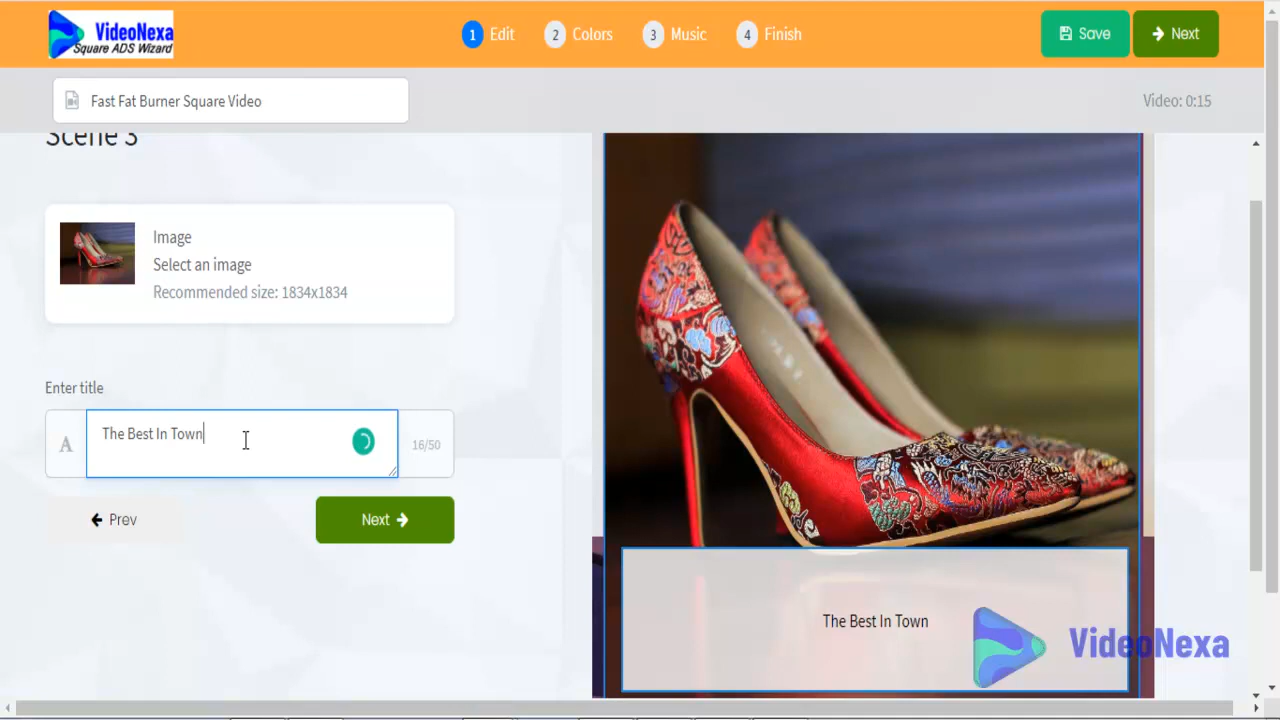 VideoNexa
Square ADS Wizard
1 Edit
2 Colors
3 Music
4 Finish
Save
Next
Fast Fat Burner Square Video
Video: 0:15
Scene 3
Image
Select an image
Recommended size: 1834x1834
Enter title
A
The Best In Town
16/50
Prev
Next
The Best In Town
VideoNexa